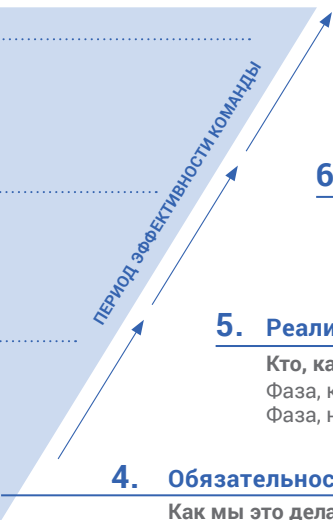 ПЕРИОД ЭФФЕКТИВНОСТИ КОМАНДЫ
6
5. Реали
Кто, ка
Фаза, к
Фаза, н
4. Обязательнос
Как мы это дела